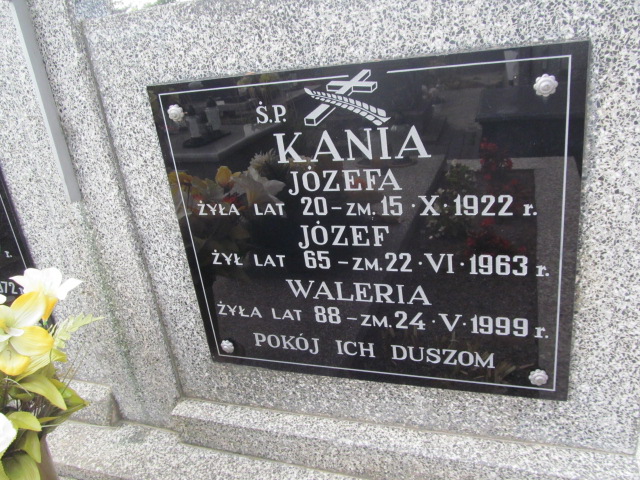 Ś.P.
KANIA
JÓZEFA
ŻYŁA LAT 20 - ZM. 15 · X · 1922 r.
JÓZEF
ŻYŁ LAT 65 - ZM. 22 · VI · 1963 r.
WALERIA
ŻYŁA LAT 88 - ZM. 24 · V · 1999 r.
POKÓJ ICH DUSZOM